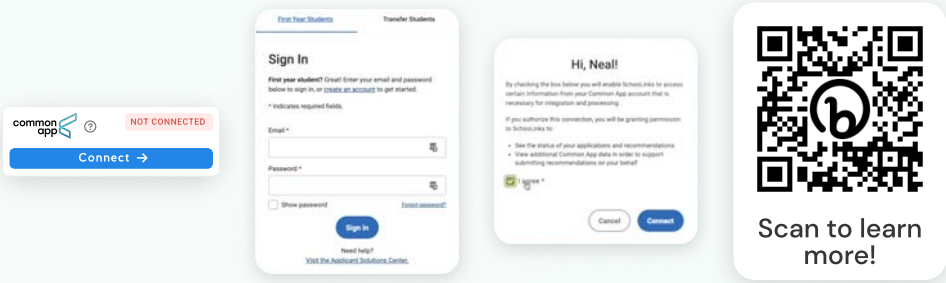 common app
?
NOT CONNECTED
Connect →
First Year Students
Transfer Students
Sign In
First year student? Great! Enter your email and password
below to sign in, or create an account to get started.
* Indicates required fields.
Email *
Password *
Show password
Forgot password?
Sign in
Need help?
Visit the Applicant Solutions Center.
Hi, Neal!
By checking the box below you will enable SchooLinks to access
certain information from your Common App account that is
necessary for integration and processing.
If you authorize this connection, you will be granting permission
to SchooLinks to:
• See the status of your applications and recommendations
• View additional Common App data in order to support
submitting recommendations on your behalf
I agree *
Cancel
Connect
b
Scan to learn
more!